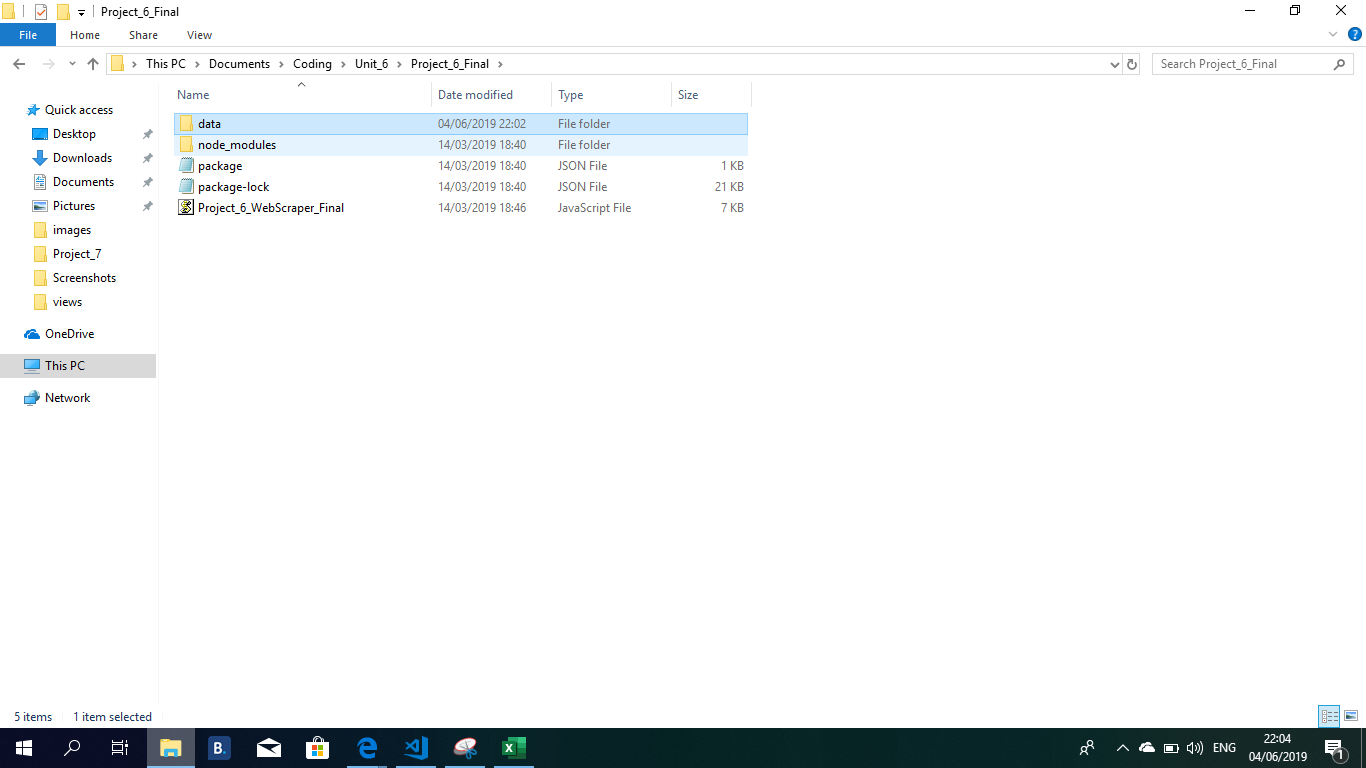 Project_6_Final
File Home Share View
This PC Documents Coding Unit_6 Project_6_Final Search Project_6_Final
Name Date modified Type Size
Quick access
Desktop
Downloads
Documents
Pictures
images
Project_7
Screenshots
views
OneDrive
This PC
Network
data 04/06/2019 22:02 File folder
node_modules 14/03/2019 18:40 File folder
package 14/03/2019 18:40 JSON File 1 KB
package-lock 14/03/2019 18:40 JSON File 21 KB
Project_6_WebScraper_Final 14/03/2019 18:46 JavaScript File 7 KB
5 items 1 item selected
B. ENG 22:04
04/06/2019 1